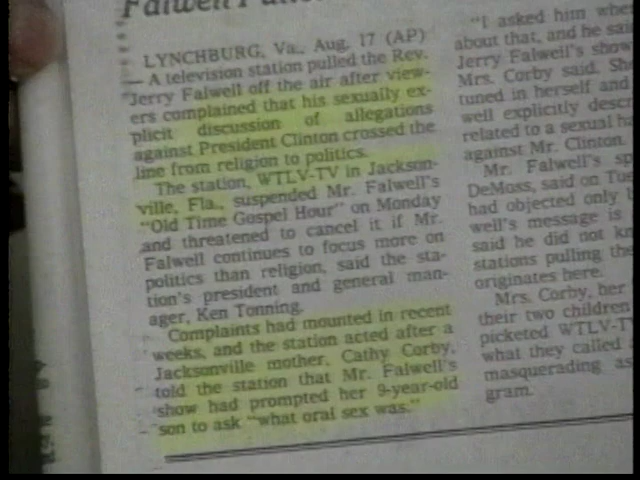 Falwell
LYNCHBURG, Va., Aug. 17 (AP)
— A television station pulled the Rev.
Jerry Falwell off the air after view-
ers complained that his sexually ex-
plicit discussion of allegations
against President Clinton crossed the
line from religion to politics.
The station, WTLV-TV in Jackson-
ville, Fla., suspended Mr. Falwell's
"Old Time Gospel Hour" on Monday
and threatened to cancel it if Mr.
Falwell continues to focus more on
politics than religion, said the sta-
tion's president and general man-
ager, Ken Tonning.
Complaints had mounted in recent
weeks, and the station acted after a
Jacksonville mother, Cathy Corby,
told the station that Mr. Falwell's
show had prompted her 9-year-old
son to ask "what oral sex was."
"I asked him
about that, and he
Jerry Falwell's show
Mrs. Corby said.
tuned in herself and
well explicitly
related to a sexual
against Mr. Clinton.
Mr. Falwell's
DeMoss, said on
had objected only
well's message is
said he did not
stations pulling the
originates here.
Mrs. Corby, her
their two children
picketed
what they called
masquerading as
gram.